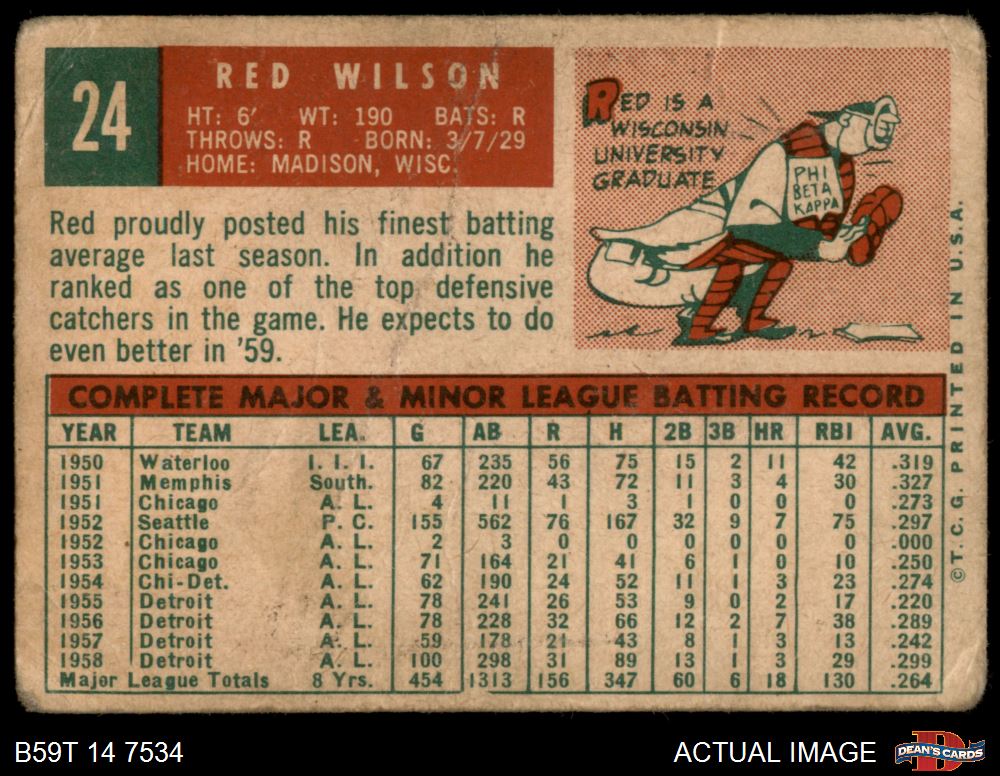 24
RED WILSON
HT: 6' WT: 190 BATS: R
THROWS: R BORN: 3/7/29
HOME: MADISON, WISC.
RED IS A
WISCONSIN
UNIVERSITY
GRADUATE
PHI
BETA
KAPPA
Red proudly posted his finest batting
average last season. In addition he
ranked as one of the top defensive
catchers in the game. He expects to do
even better in '59.
COMPLETE MAJOR & MINOR LEAGUE BATTING RECORD
YEAR TEAM LEA. G AB R H 2B 3B HR RBI AVG.
1950 Waterloo I. I. I. 67 235 56 75 15 2 11 42 .319
1951 Memphis South. 82 220 43 72 11 3 4 30 .327
1951 Chicago A. L. 4 11 1 3 1 0 0 0 .273
1952 Seattle P. C. 155 562 76 167 32 9 7 75 .297
1952 Chicago A. L. 2 3 0 0 0 0 0 0 .000
1953 Chicago A. L. 71 164 21 41 6 1 0 10 .250
1954 Chi-Det. A. L. 62 190 24 52 11 1 3 23 .274
1955 Detroit A. L. 78 241 26 53 9 0 2 17 .220
1956 Detroit A. L. 78 228 32 66 12 2 7 38 .289
1957 Detroit A. L. 59 178 21 43 8 1 3 13 .242
1958 Detroit A. L. 100 298 31 89 13 1 3 29 .299
Major League Totals 8 Yrs. 454 1313 156 347 60 6 18 130 .264
© T. C. G. PRINTED IN U.S.A.
B59T 14 7534
ACTUAL IMAGE
D
DEAN'S CARDS